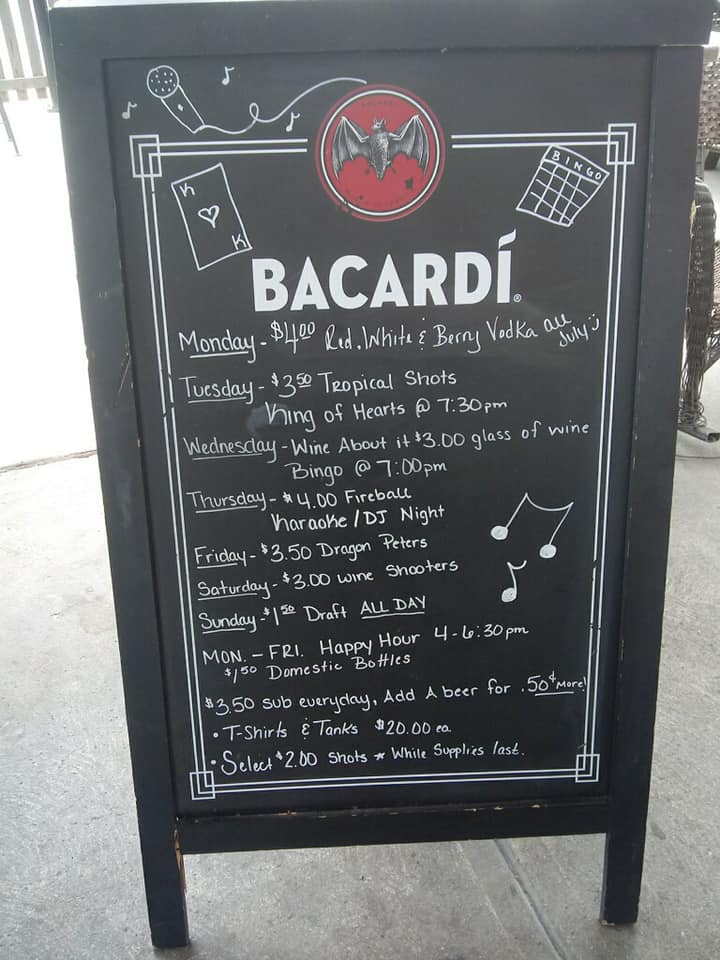 BINGO
K
K
BACARDÍ®
Monday - $4.00 Red, White & Berry Vodka all July
Tuesday - $3.50 Tropical Shots
King of Hearts @ 7:30pm
Wednesday - Wine About it $3.00 glass of wine
Bingo @ 7:00pm
Thursday - $4.00 Fireball
Karaoke / DJ Night
Friday - $3.50 Dragon Peters
Saturday - $3.00 wine Shooters
Sunday - $1.50 Draft ALL DAY
MON. - FRI. Happy Hour 4-6:30pm
$1.50 Domestic Bottles
$3.50 sub everyday, Add A beer for .50¢ More!
• T-Shirts & Tanks $20.00 ea.
• Select $2.00 Shots * While Supplies last.